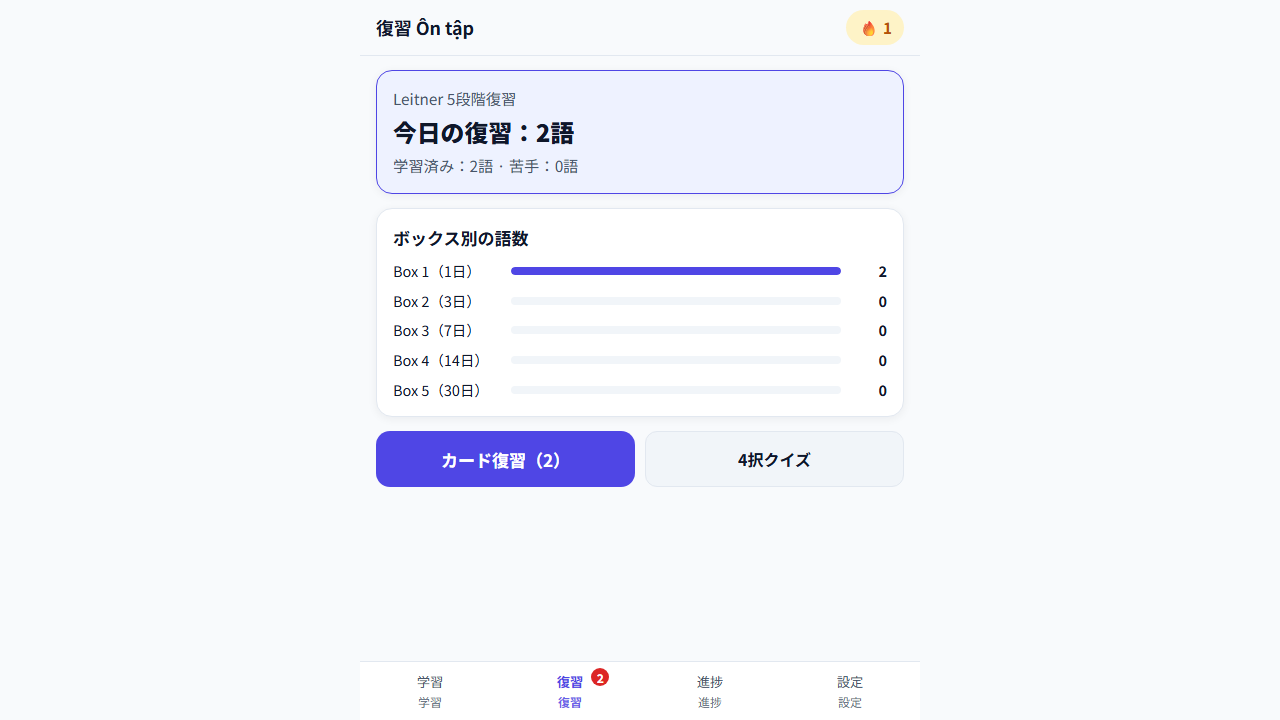 復習 Ôn tập
🔥 1
Leitner 5段階復習
今日の復習：2語
学習済み：2語 · 苦手：0語
ボックス別の語数
Box 1（1日） 2
Box 2（3日） 0
Box 3（7日） 0
Box 4（14日） 0
Box 5（30日） 0
カード復習（2）
4択クイズ
学習 復習 2 進捗 設定
学習 復習 進捗 設定